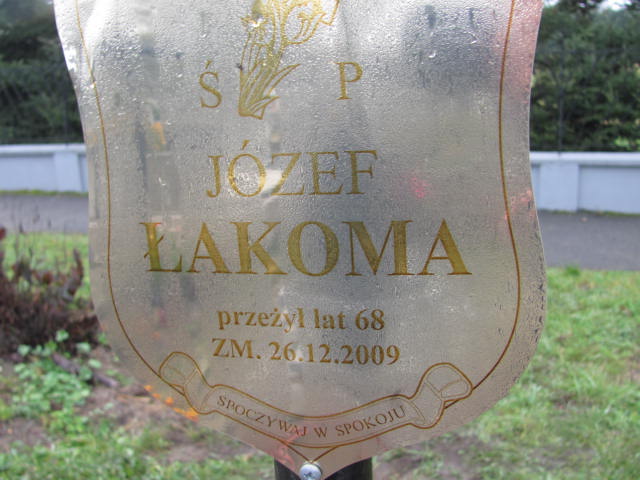 Ś P
JÓZEF
ŁAKOMA
przeżył lat 68
ZM. 26.12.2009
SPOCZYWAJ W SPOKOJU